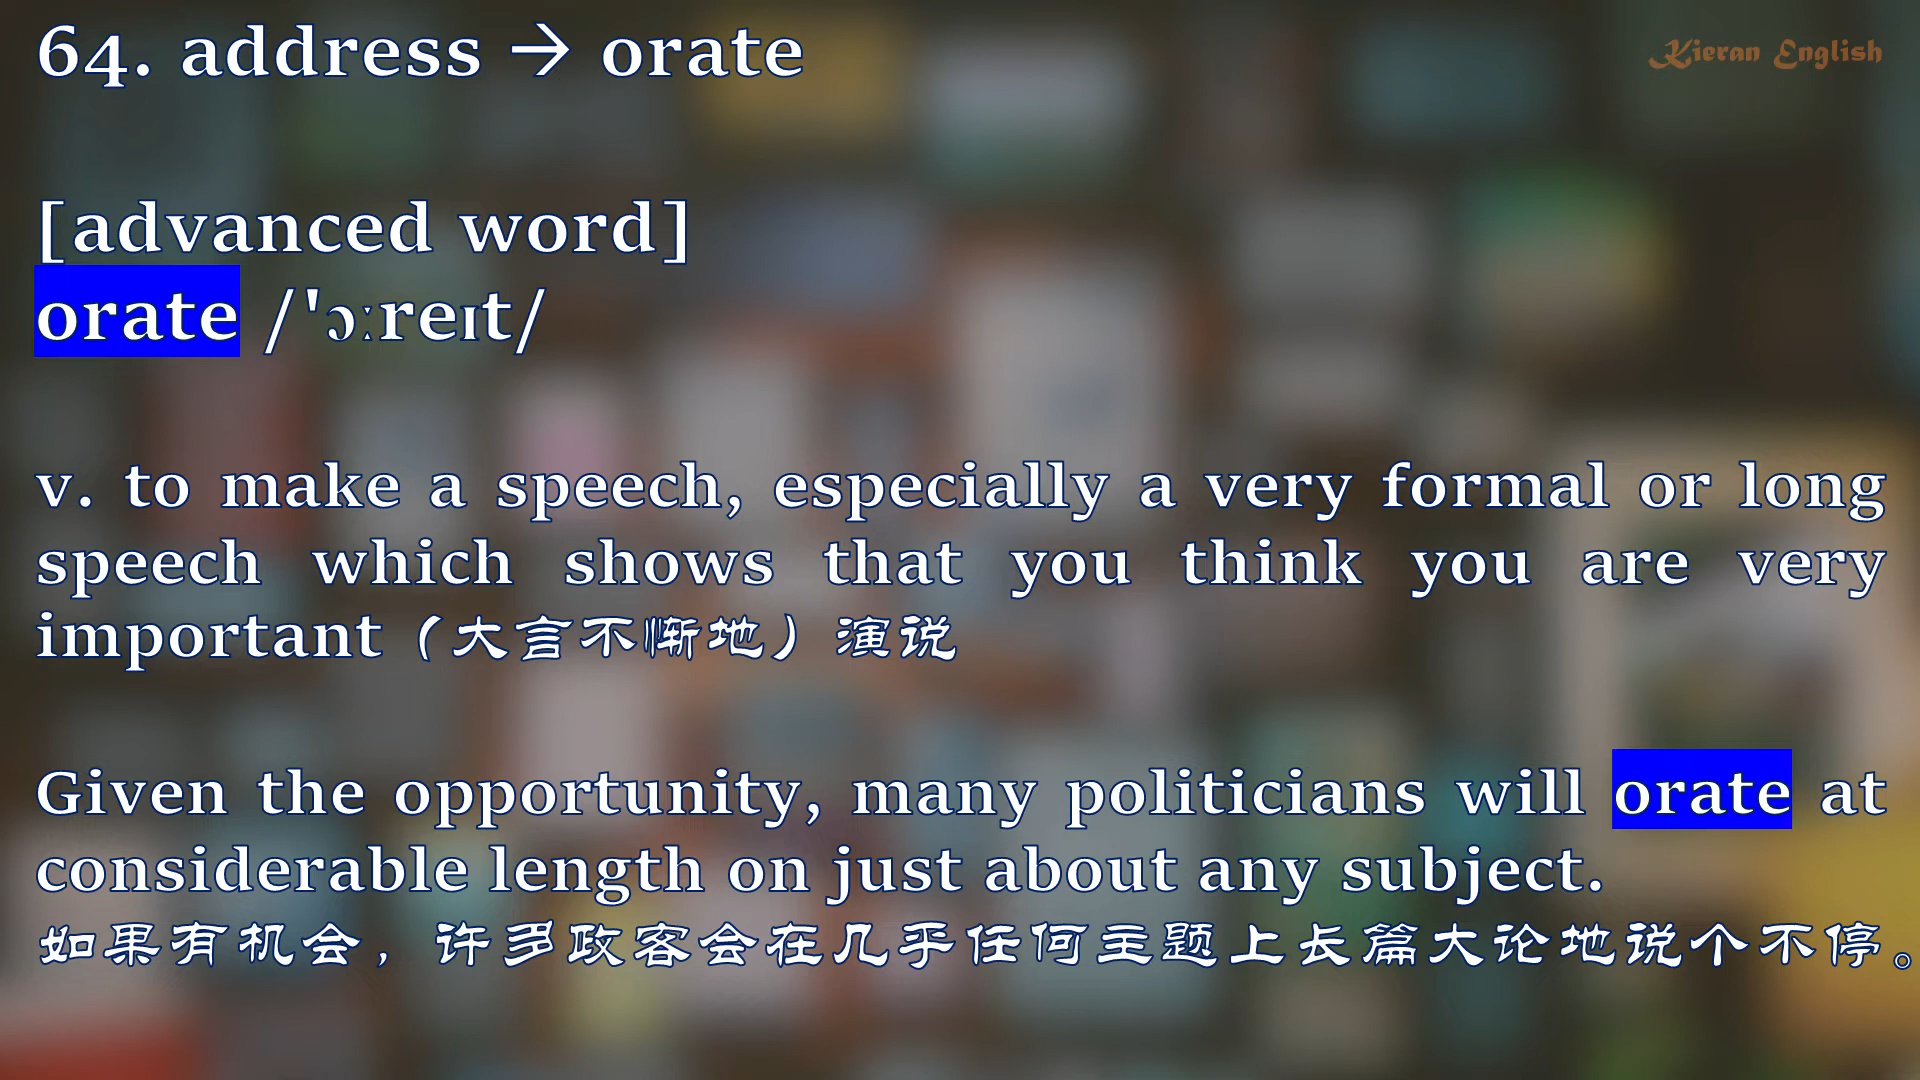 64. address → orate
Kieran English
[advanced word]
orate /'ɔːreɪt/
v. to make a speech, especially a very formal or long
speech which shows that you think you are very
important（大言不惭地）演说
Given the opportunity, many politicians will orate at
considerable length on just about any subject.
如果有机会，许多政客会在几乎任何主题上长篇大论地说个不停。